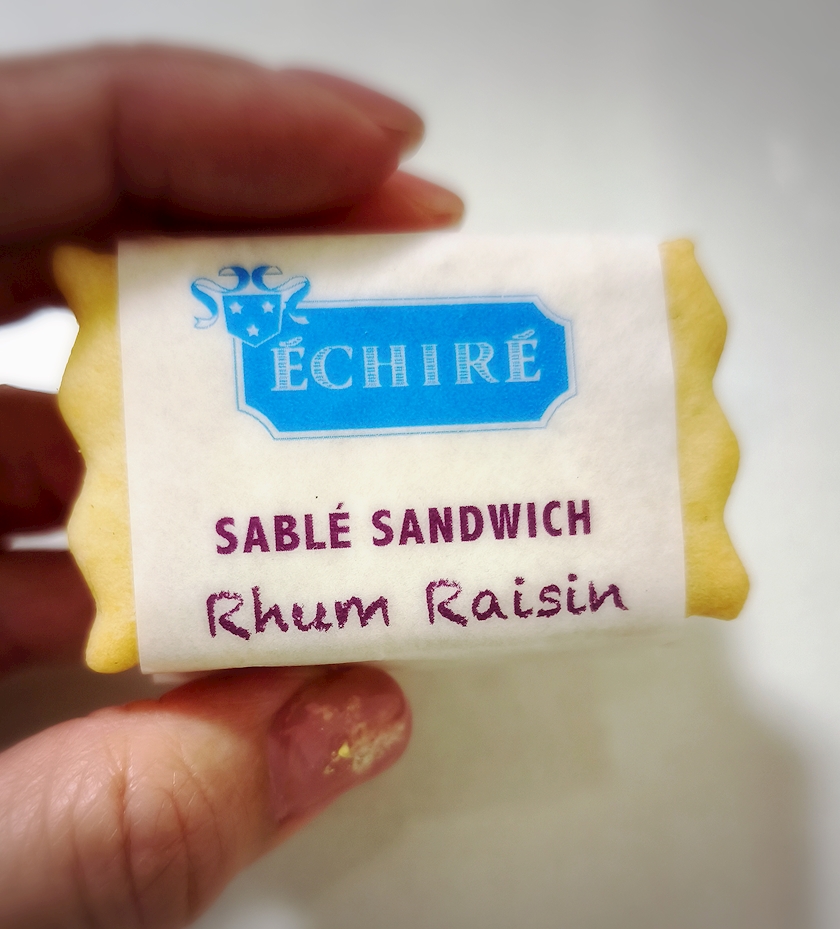 ÉCHIRÉ
SABLÉ SANDWICH
Rhum Raisin